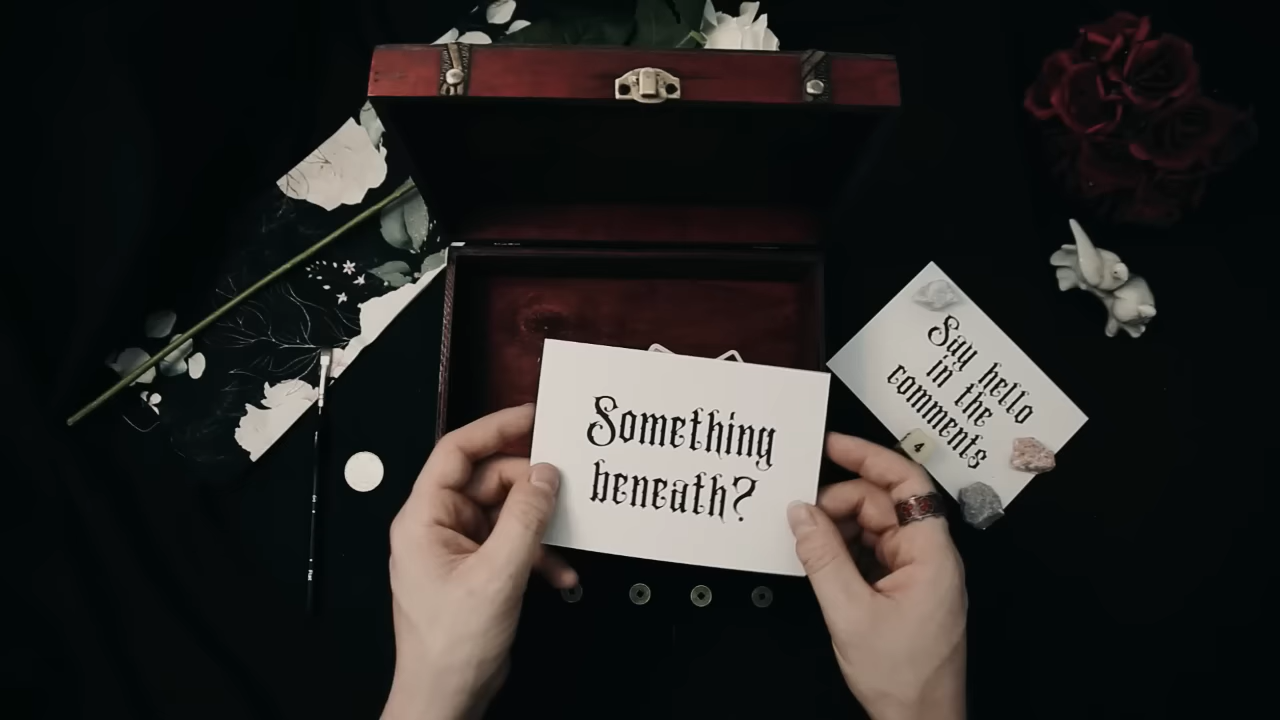 Something
beneath?
Say hello
in the
comments
4